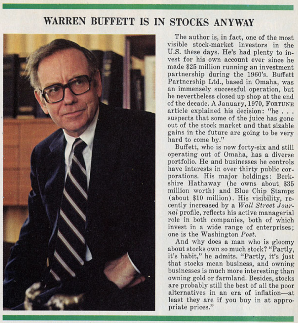 WARREN BUFFETT IS IN STOCKS ANYWAY
The author is, in fact, one of the most
visible stock-market investors in the
U.S. these days. He's had plenty to in-
vest for his own account ever since he
made $25 million running an investment
partnership during the 1960's. Buffett
Partnership Ltd., based in Omaha, was
an immensely successful operation, but
he nevertheless closed up shop at the end
of the decade. A January, 1970, FORTUNE
article explained his decision: "he ...
suspects that some of the juice has gone
out of the stock market and that sizable
gains in the future are going to be very
hard to come by."
Buffett, who is now forty-six and still
operating out of Omaha, has a diverse
portfolio. He and businesses he controls
have interests in over thirty public cor-
porations. His major holdings: Berk-
shire Hathaway (he owns about $35
million worth) and Blue Chip Stamps
(about $10 million). His visibility, re-
cently increased by a Wall Street Jour-
nal profile, reflects his active managerial
role in both companies, both of which
invest in a wide range of enterprises;
one is the Washington Post.
And why does a man who is gloomy
about stocks own so much stock? "Partly,
it's habit," he admits. "Partly, it's just
that stocks mean business, and owning
businesses is much more interesting than
owning gold or farmland. Besides, stocks
are probably still the best of all the poor
alternatives in an era of inflation—at
least they are if you buy in at appro-
priate prices."